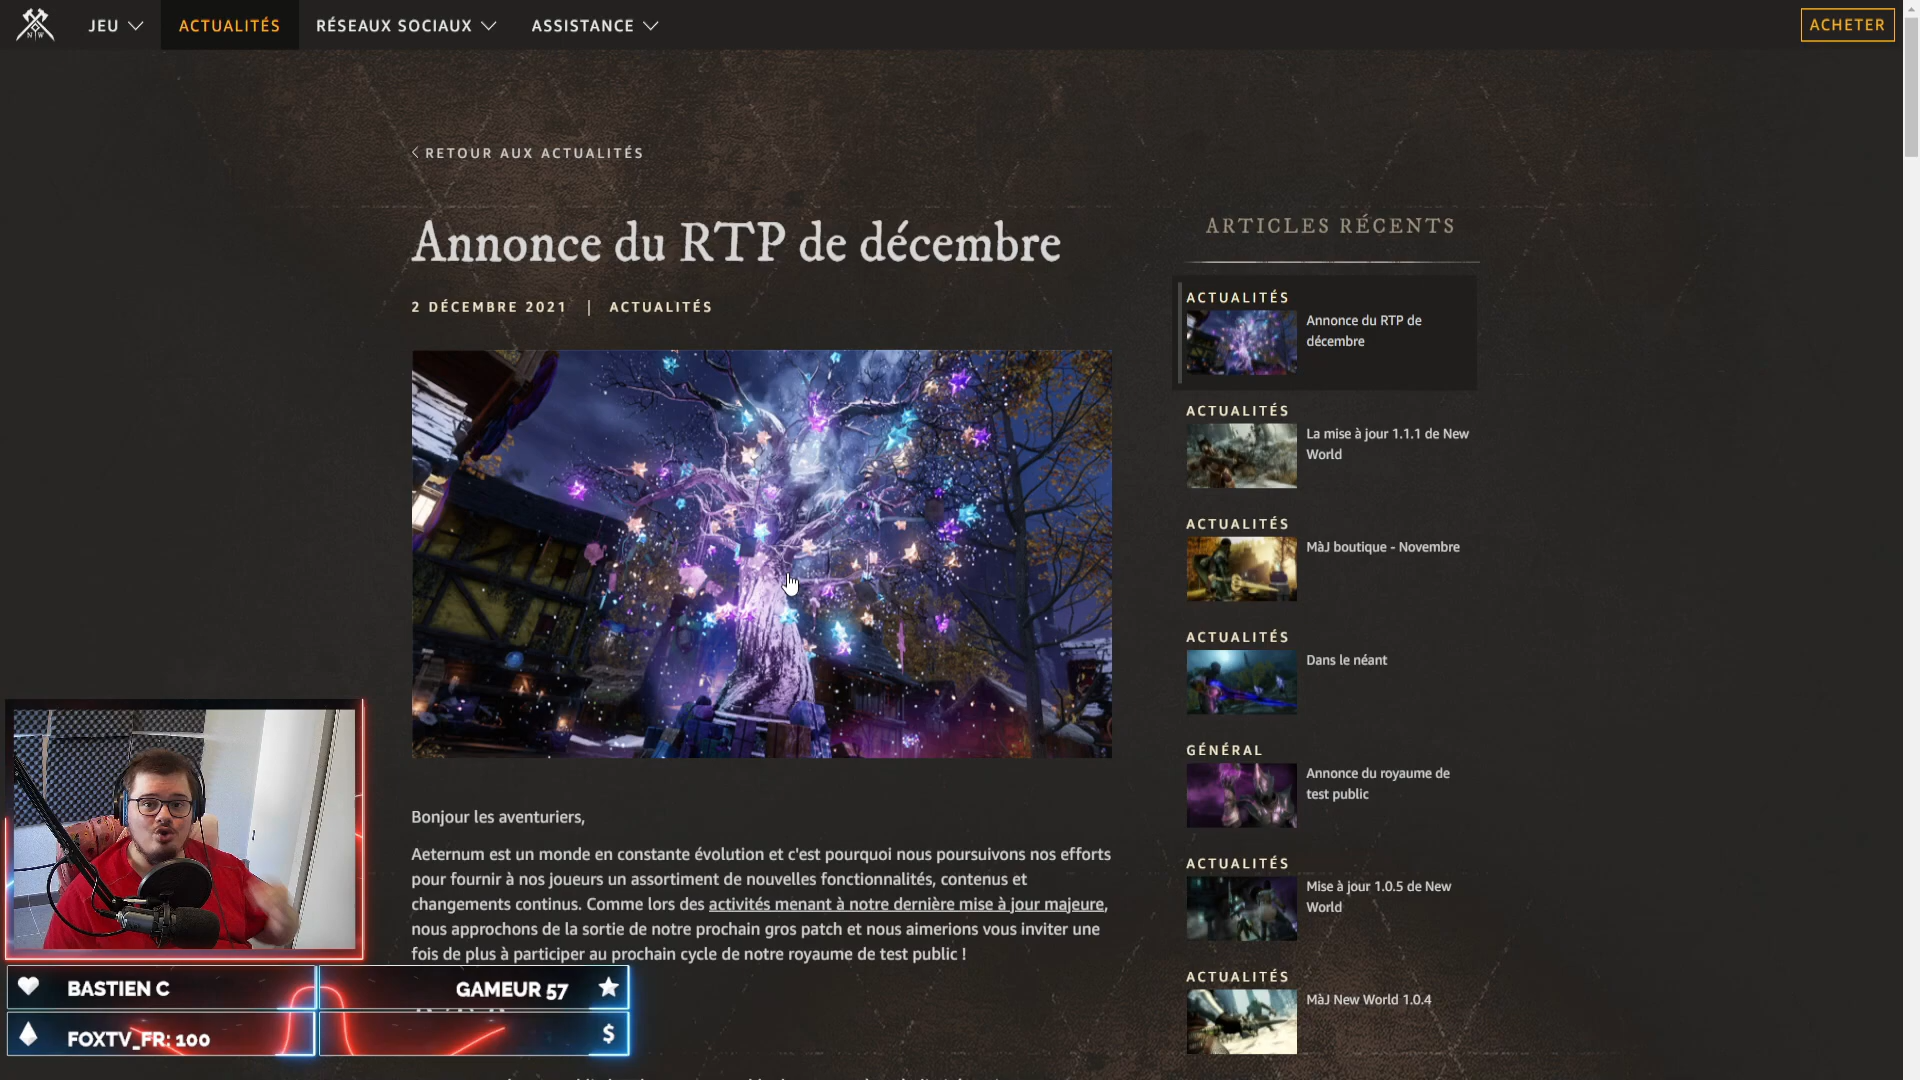 JEU
ACTUALITÉS
RÉSEAUX SOCIAUX
ASSISTANCE
ACHETER
RETOUR AUX ACTUALITÉS
Annonce du RTP de décembre
2 DÉCEMBRE 2021 | ACTUALITÉS
Bonjour les aventuriers,
Aeternum est un monde en constante évolution et c'est pourquoi nous poursuivons nos efforts
pour fournir à nos joueurs un assortiment de nouvelles fonctionnalités, contenus et
changements continus. Comme lors des activités menant à notre dernière mise à jour majeure,
nous approchons de la sortie de notre prochain gros patch et nous aimerions vous inviter une
fois de plus à participer au prochain cycle de notre royaume de test public !
ARTICLES RÉCENTS
ACTUALITÉS
Annonce du RTP de
décembre
ACTUALITÉS
La mise à jour 1.1.1 de New
World
ACTUALITÉS
MàJ boutique - Novembre
ACTUALITÉS
Dans le néant
GÉNÉRAL
Annonce du royaume de
test public
ACTUALITÉS
Mise à jour 1.0.5 de New
World
ACTUALITÉS
MàJ New World 1.0.4
BASTIEN C
GAMEUR 57
FOXTV_FR: 100
$